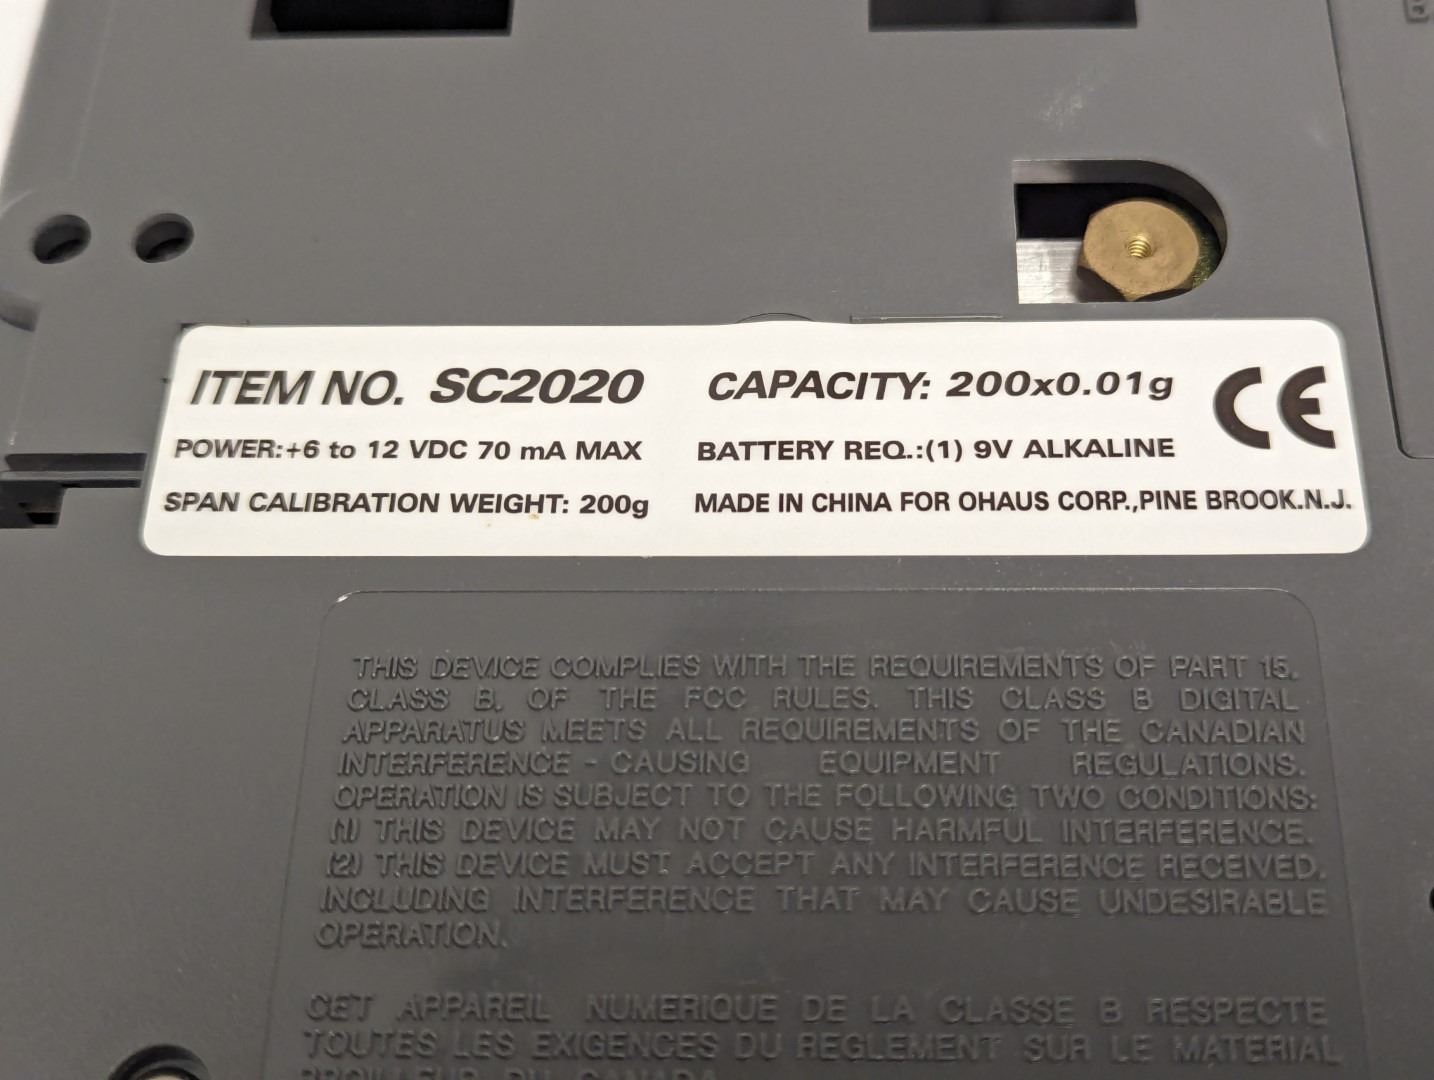 ITEM NO. SC2020 CAPACITY: 200x0.01g CE
POWER:+6 to 12 VDC 70 mA MAX BATTERY REQ.:(1) 9V ALKALINE
SPAN CALIBRATION WEIGHT: 200g MADE IN CHINA FOR OHAUS CORP.,PINE BROOK.N.J.
THIS DEVICE COMPLIES WITH THE REQUIREMENTS OF PART 15,
CLASS B, OF THE FCC RULES. THIS CLASS B DIGITAL
APPARATUS MEETS ALL REQUIREMENTS OF THE CANADIAN
INTERFERENCE - CAUSING EQUIPMENT REGULATIONS.
OPERATION IS SUBJECT TO THE FOLLOWING TWO CONDITIONS:
(1) THIS DEVICE MAY NOT CAUSE HARMFUL INTERFERENCE.
(2) THIS DEVICE MUST ACCEPT ANY INTERFERENCE RECEIVED,
INCLUDING INTERFERENCE THAT MAY CAUSE UNDESIRABLE
OPERATION.
CET APPAREIL NUMERIQUE DE LA CLASSE B RESPECTE
TOUTES LES EXIGENCES DU REGLEMENT SUR LE MATERIAL
DU CANADA